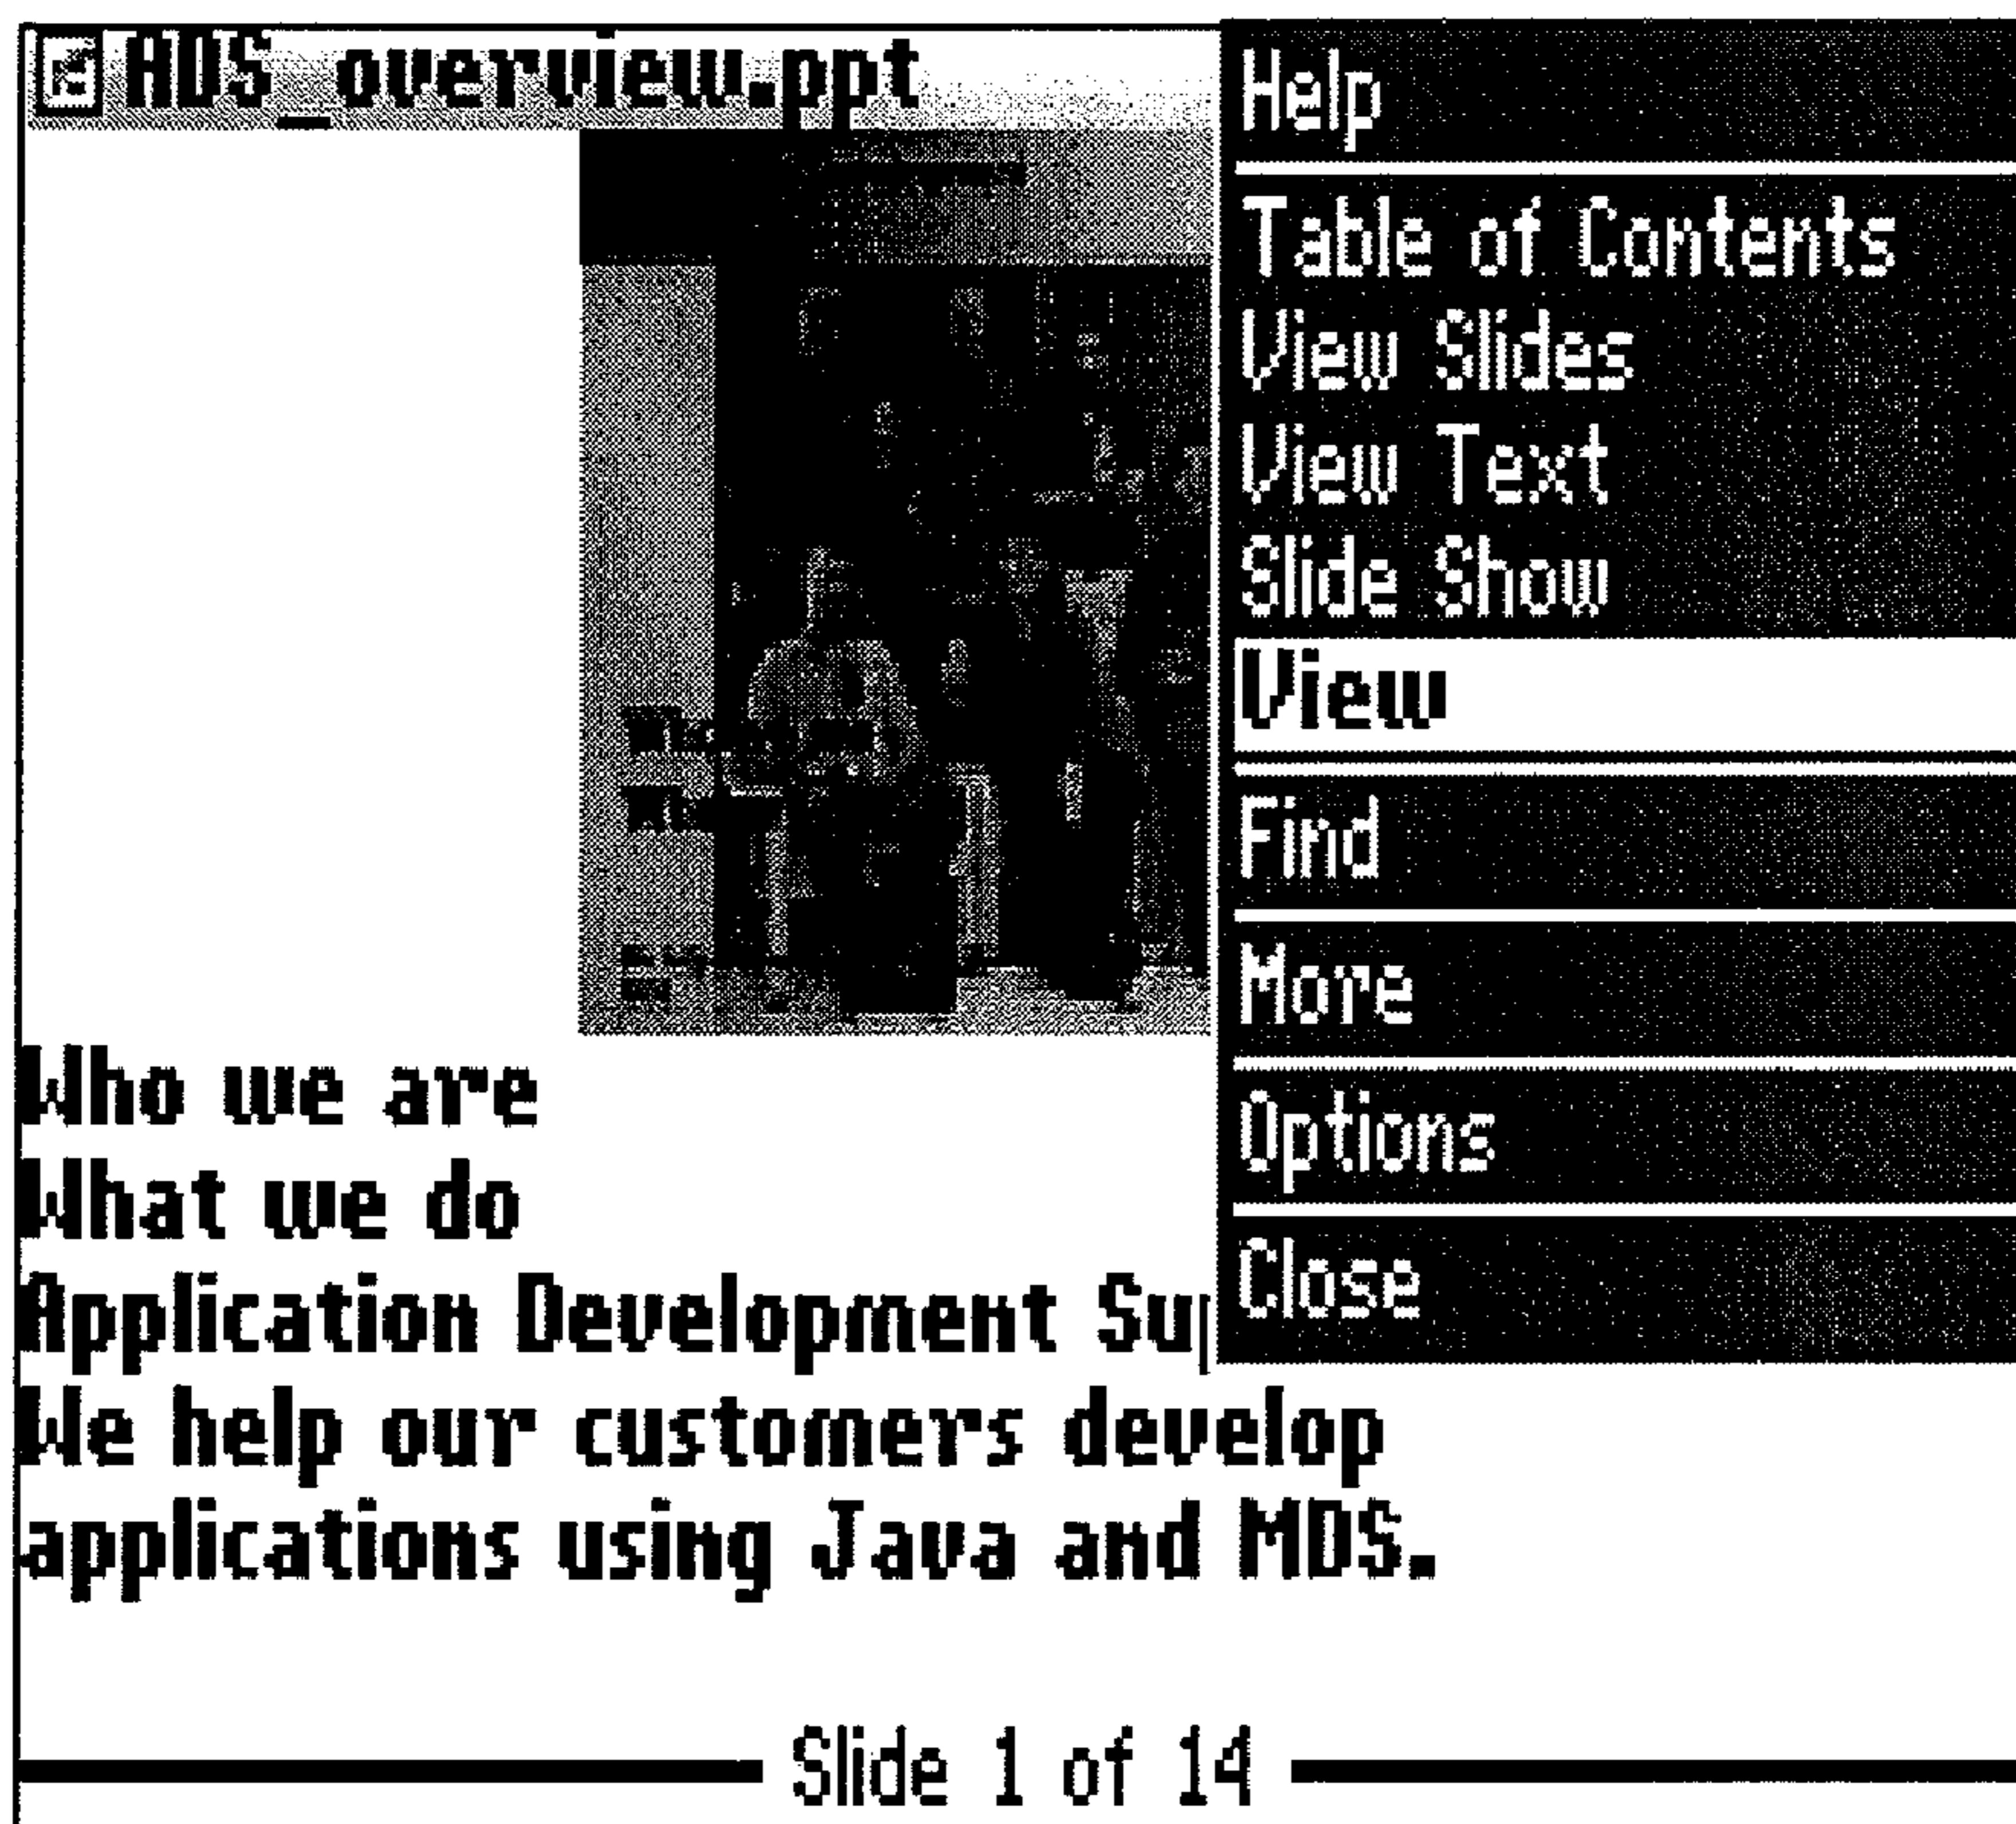 ADS_overview.ppt
Help
Table of Contents
View Slides
View Text
Slide Show
View
Find
More
Options
Close
Who we are
What we do
Application Development Sup
We help our customers develop
applications using Java and MDS.
Slide 1 of 14